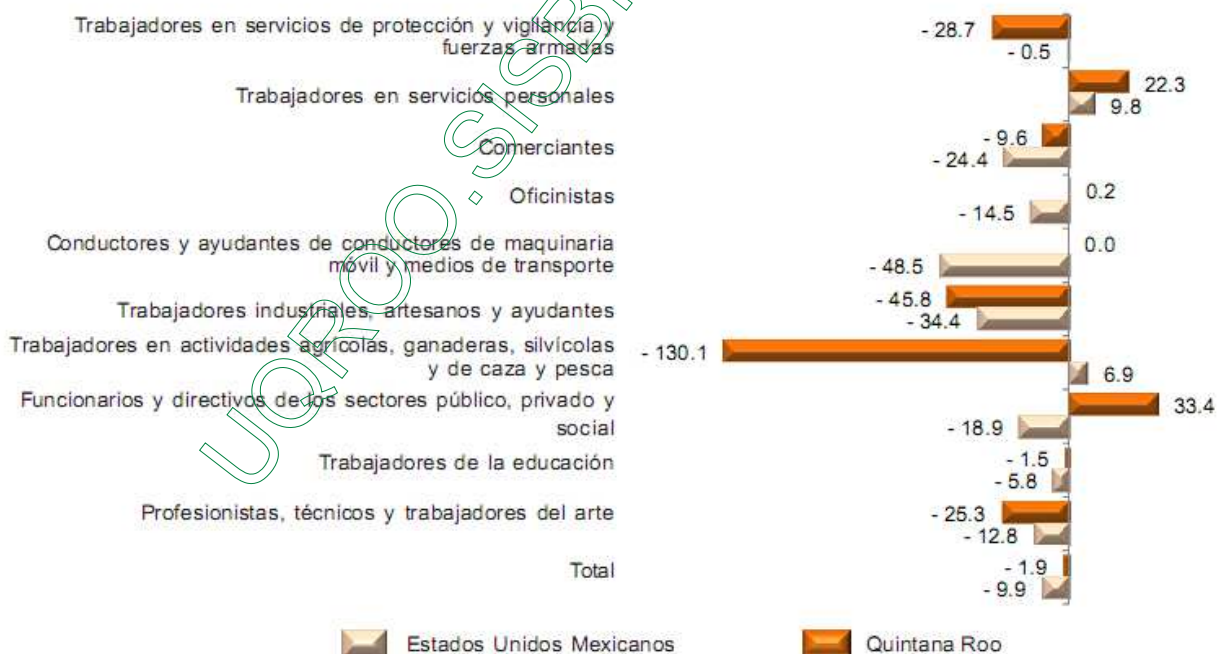 Trabajadores en servicios de protección y vigilancia y
fuerzas armadas
- 28.7
- 0.5
Trabajadores en servicios personales
22.3
9.8
Comerciantes
- 9.6
- 24.4
Oficinistas
0.2
- 14.5
Conductores y ayudantes de conductores de maquinaria
móvil y medios de transporte
0.0
- 48.5
Trabajadores industriales, artesanos y ayudantes
- 45.8
- 34.4
Trabajadores en actividades agrícolas, ganaderas, silvícolas
y de caza y pesca
- 130.1
6.9
Funcionarios y directivos de los sectores público, privado y
social
33.4
- 18.9
Trabajadores de la educación
- 1.5
- 5.8
Profesionistas, técnicos y trabajadores del arte
- 25.3
- 12.8
Total
- 1.9
- 9.9
Estados Unidos Mexicanos
Quintana Roo
UQROO.SISBI